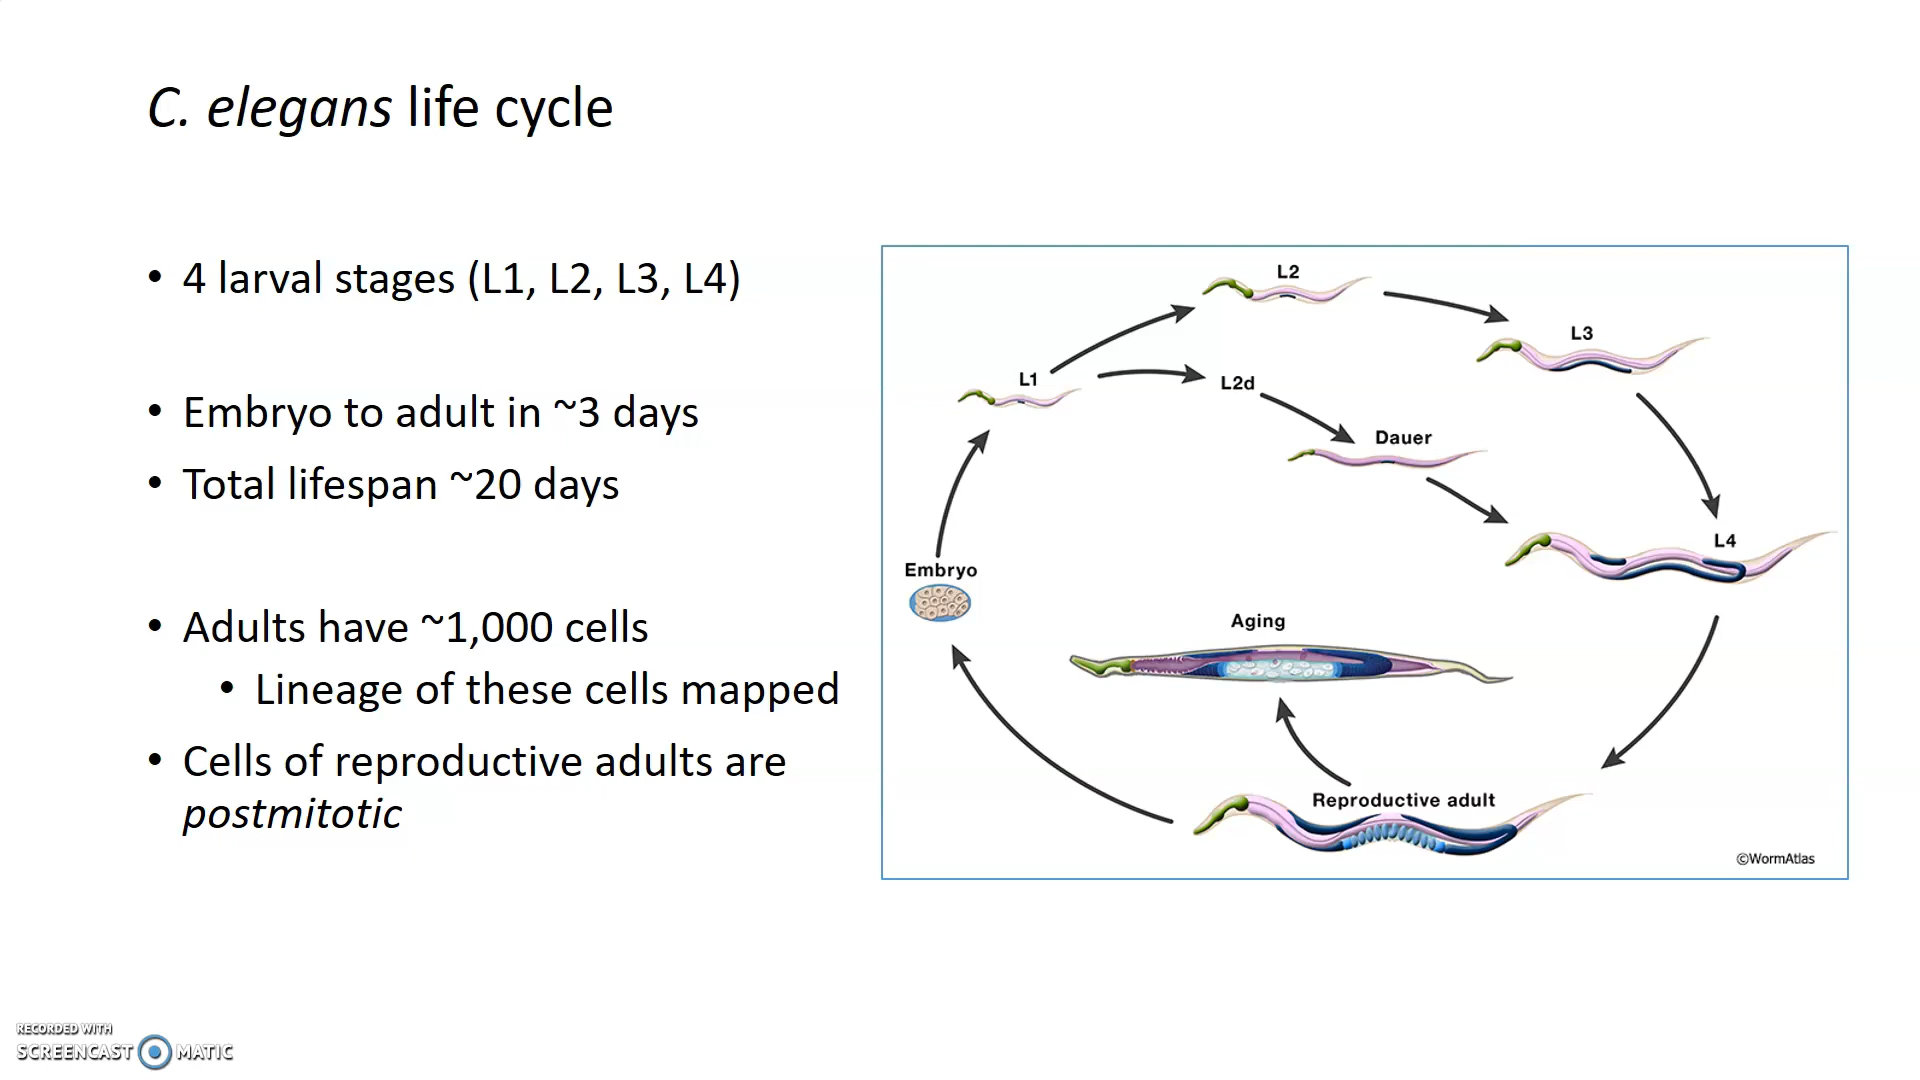 C. elegans life cycle
• 4 larval stages (L1, L2, L3, L4)
• Embryo to adult in ~3 days
• Total lifespan ~20 days
• Adults have ~1,000 cells
• Lineage of these cells mapped
• Cells of reproductive adults are
postmitotic
L2
L3
L1
L2d
Dauer
L4
Embryo
Aging
Reproductive adult
©WormAtlas
RECORDED WITH
SCREENCAST MATIC